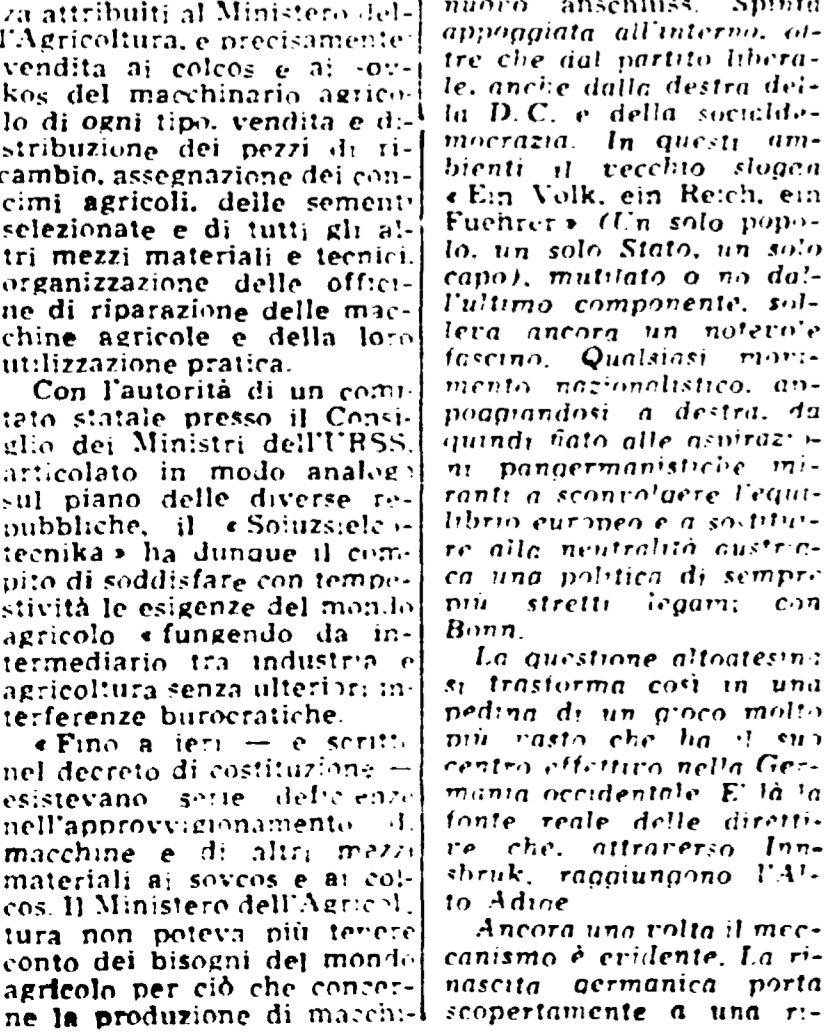 za attribuiti al Ministero del-
l'Agricoltura, e precisamente
vendita ai colcos e ai sov-
kos del macchinario agrico-
lo di ogni tipo, vendita e di-
stribuzione dei pezzi di ri-
cambio, assegnazione dei con-
cimi agricoli, delle sementi
selezionate e di tutti gli al-
tri mezzi materiali e tecnici,
organizzazione delle offici-
ne di riparazione delle mac-
chine agricole e della loro
utilizzazione pratica.
Con l'autorità di un comi-
tato statale presso il Consi-
glio dei Ministri dell'URSS,
articolato in modo analogo
sul piano delle diverse re-
pubbliche, il « Soiuzsielco-
tecnika » ha dunque il com-
pito di soddisfare con tempe-
stività le esigenze del mondo
agricolo « fungendo da in-
termediario tra industria e
agricoltura senza ulteriori in-
terferenze burocratiche.
« Fino a ieri — è scritto
nel decreto di costituzione —
esistevano serie deficenze
nell'approvvigionamento di
macchine e di altri mezzi
materiali ai sovcos e ai col-
cos. Il Ministero dell'Agricol-
tura non poteva più tenere
conto dei bisogni del mondo
agricolo per ciò che concer-
ne la produzione di macchi-
nuovo anschluss. Spinta
appoggiata all'interno, ol-
tre che dal partito libera-
le, anche dalla destra del-
la D.C. e della socialde-
mocrazia. In questi am-
bienti il vecchio slogan
« Ein Volk, ein Reich, ein
Fuehrer » (Un solo popo-
lo, un solo Stato, un solo
capo), mutilato o no dal-
l'ultimo componente, sol-
leva ancora un notevole
fascino. Qualsiasi movi-
mento nazionalistico, ap-
poggiandosi a destra, da
quindi fiato alle aspirazio-
ni pangermanistiche mi-
ranti a sconvolgere l'equi-
librio europeo e a sostitui-
re alla neutralità austria-
ca una politica di sempre
più stretti legami con
Bonn.
La questione altoatesina
si trasforma così in una
pedina di un gioco molto
più vasto che ha il suo
centro effettivo nella Ger-
mania occidentale E' là la
fonte reale delle diretti-
ve che, attraverso Inn-
sbruk, raggiungono l'Al-
to Adige
Ancora una volta il mec-
canismo è evidente. La ri-
nascita germanica porta
scopertamente a una ri-